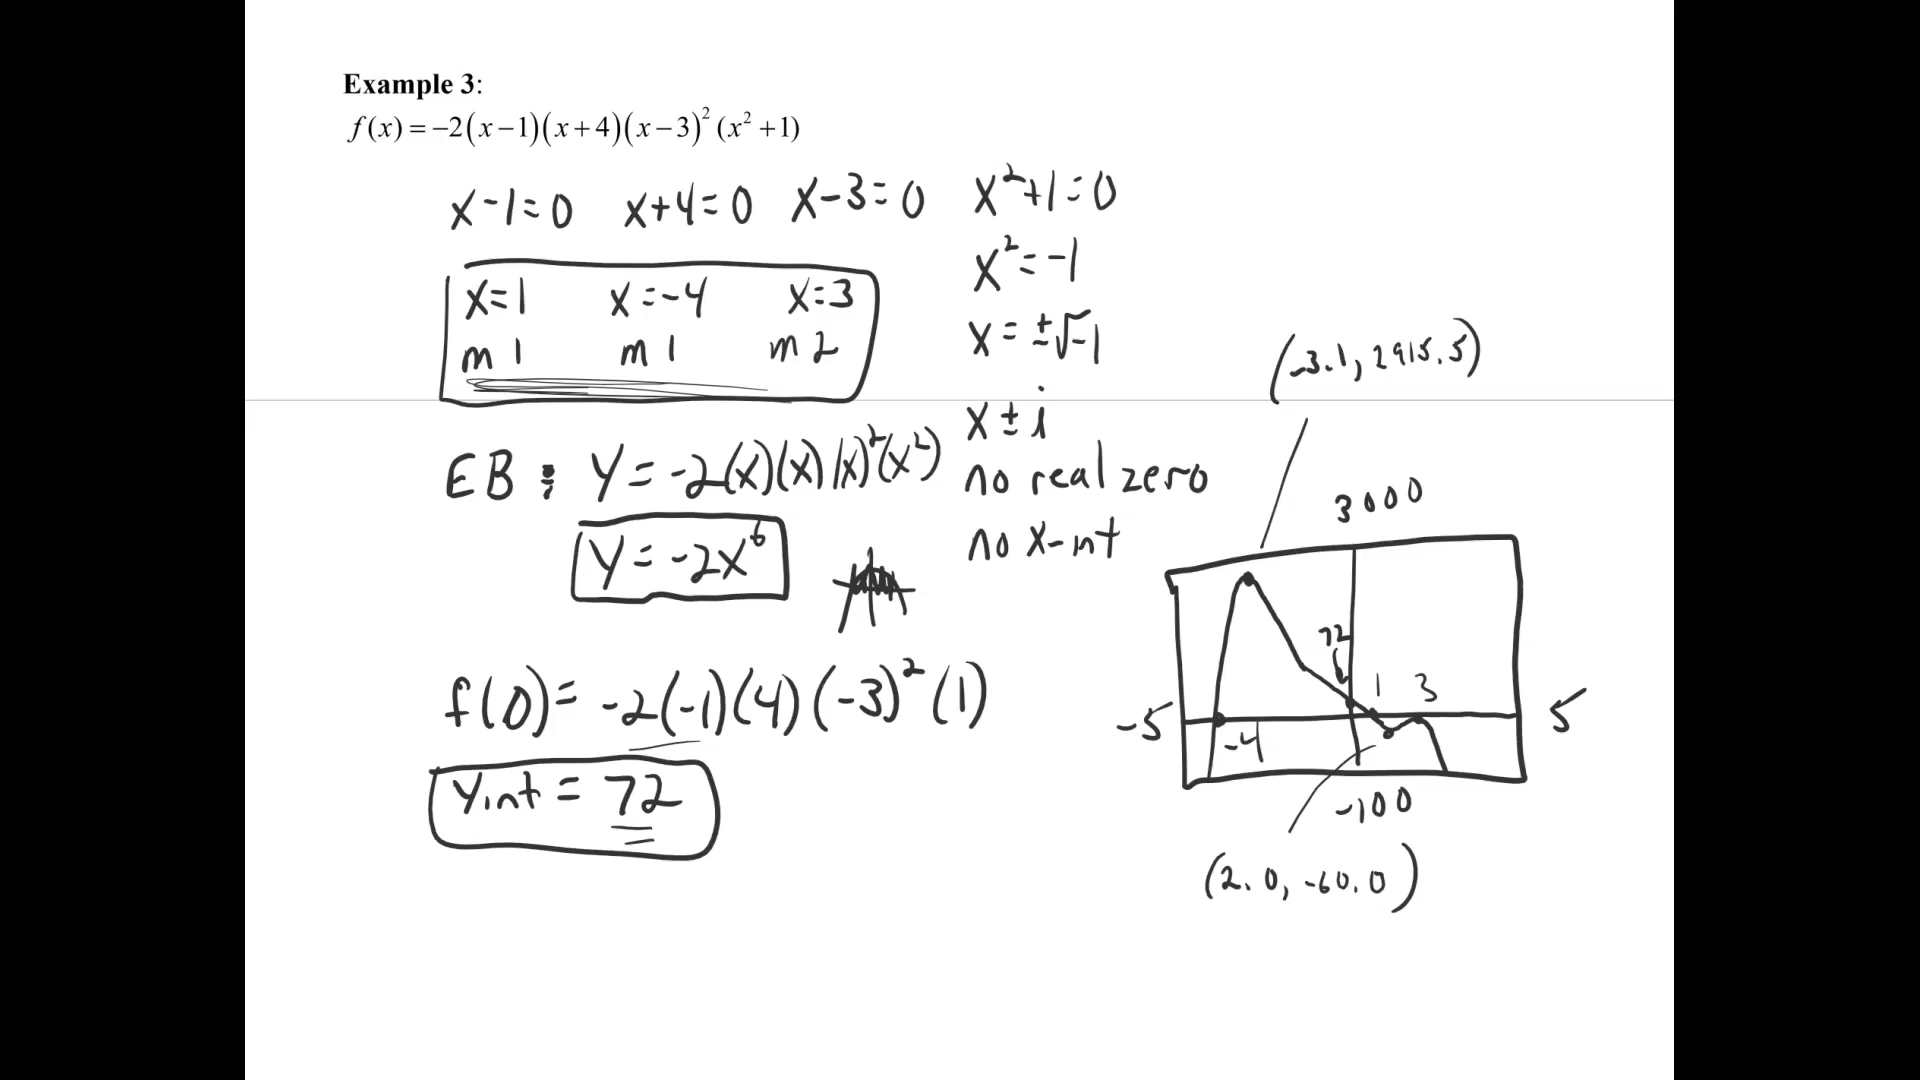 Example 3:
f(x) = −2(x−1)(x+4)(x−3)² (x² +1)
x-1=0 x+4=0 x-3=0 x²+1=0
x²=-1
x=1 x=-4 x=3
m 1 m 1 m 2
x=±√-1
(-3.1, 2915.5)
x ± i
EB: y = -2(x)(x)(x)²(x²)
no real zero
3000
y = -2x⁶
no x-int
72
1 3
-5 5
-4
f(0)= -2(-1)(4)(-3)²(1)
yint = 72
-100
(2.0, -60.0)